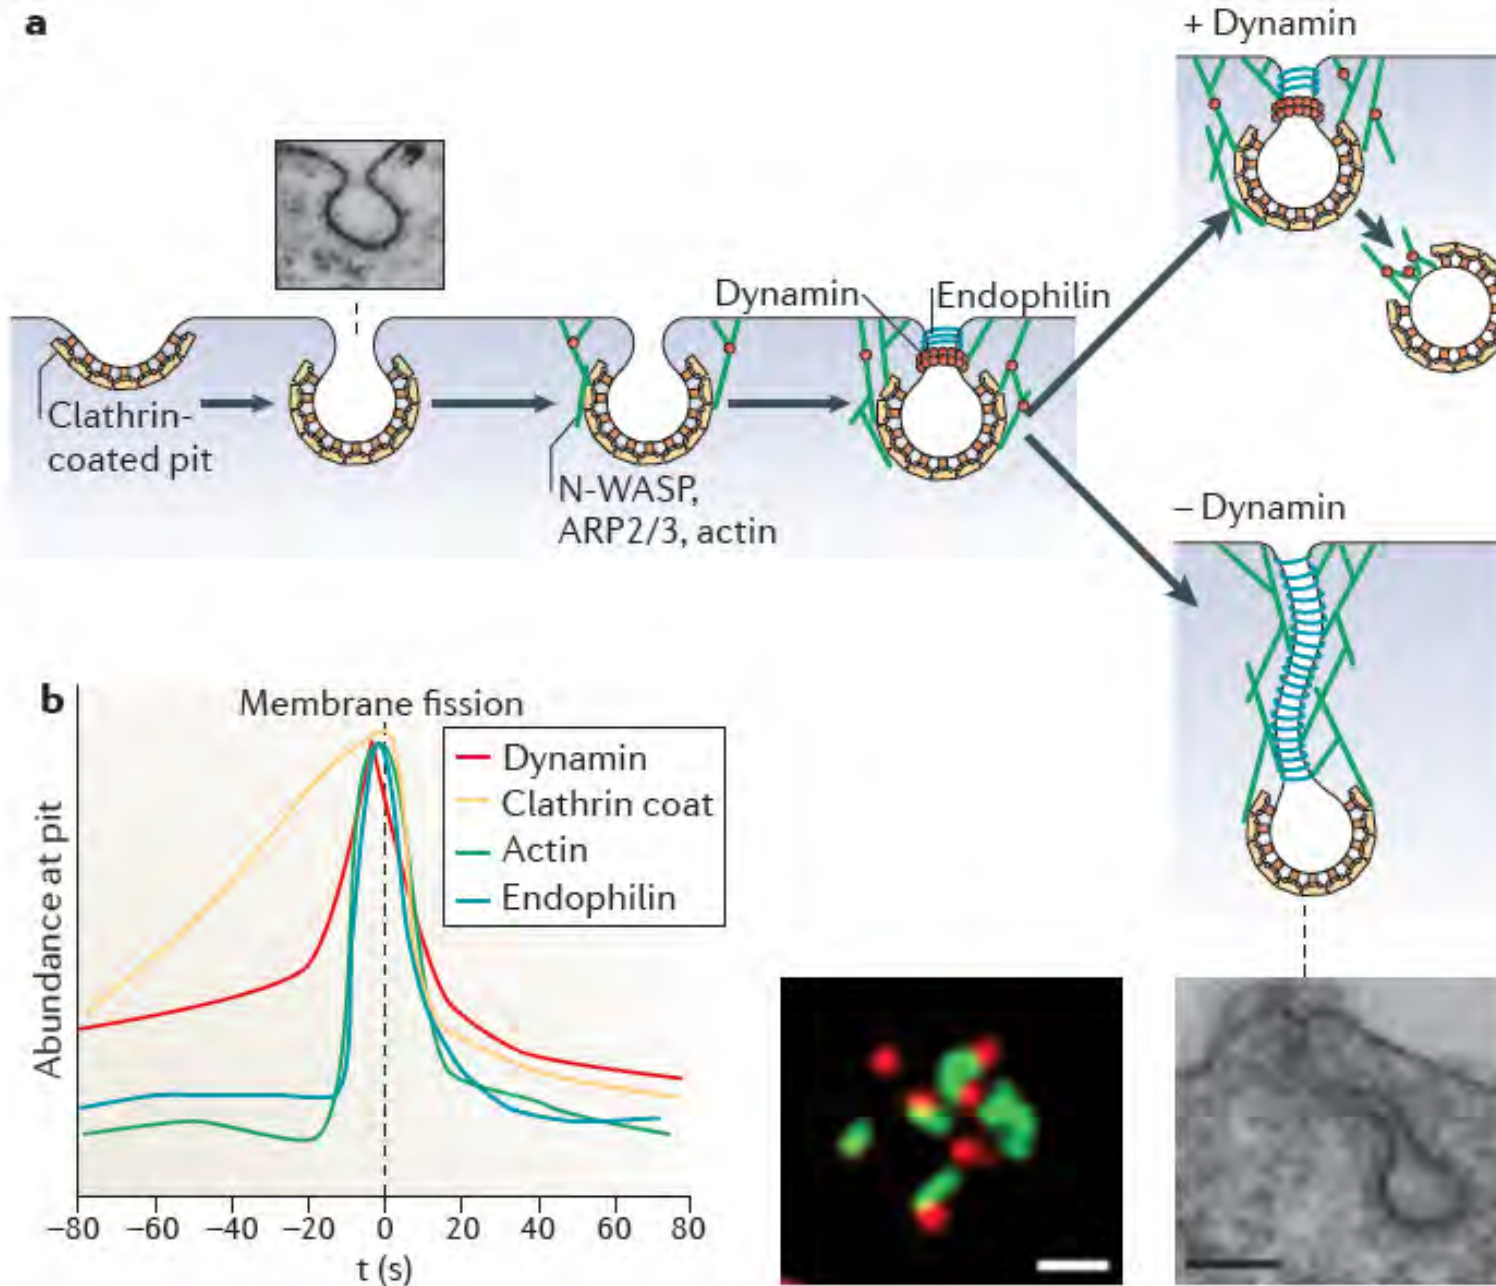 a
+ Dynamin
Dynamin
Endophilin
Clathrin-
coated pit
N-WASP,
ARP2/3, actin
– Dynamin
b
Membrane fission
Dynamin
Clathrin coat
Actin
Endophilin
Abundance at pit
–80 –60 –40 –20 0 20 40 60 80
t (s)